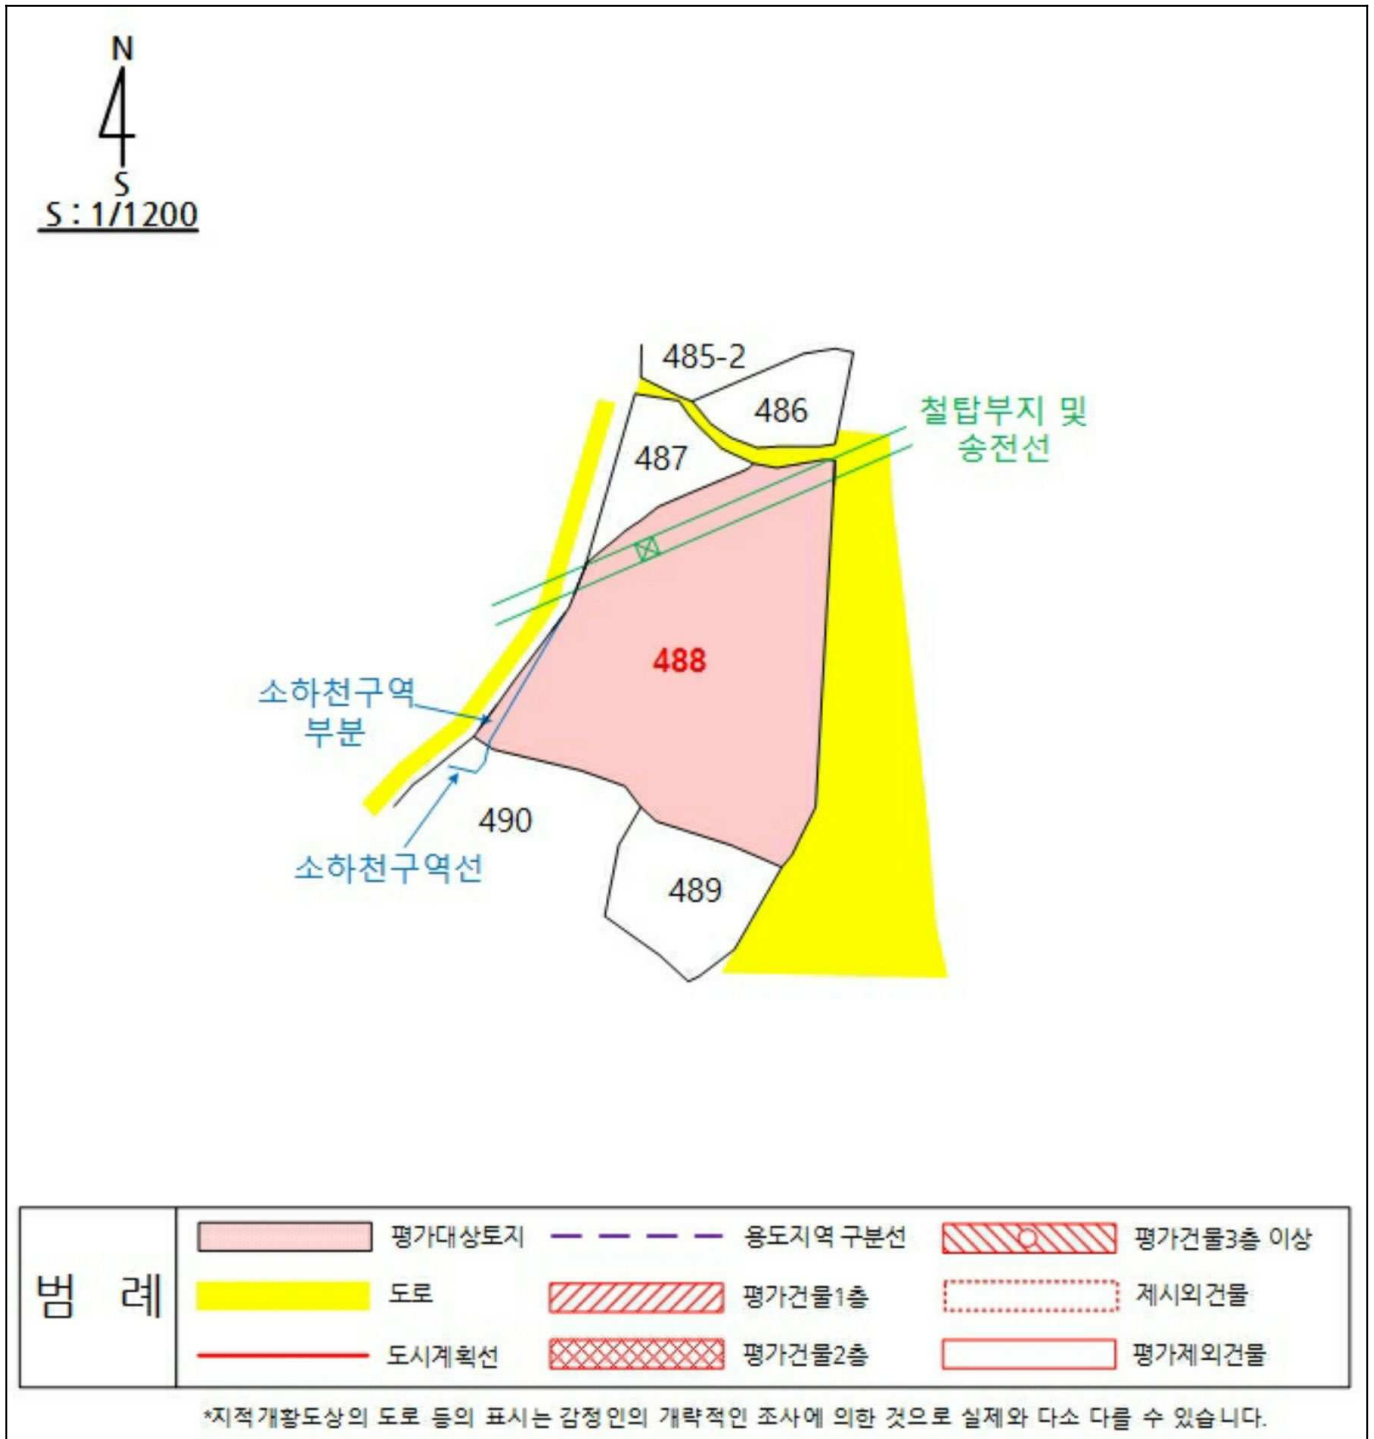 N
S
S : 1/1200
485-2
486
철탑부지 및
송전선
487
488
소하천구역
부분
490
소하천구역선
489
범 례
평가대상토지
용도지역 구분선
평가건물3층 이상
도로
평가건물1층
제시외건물
도시계획선
평가건물2층
평가제외건물
*지적개황도상의 도로 등의 표시는 감정인의 개략적인 조사에 의한 것으로 실제와 다소 다를 수 있습니다.